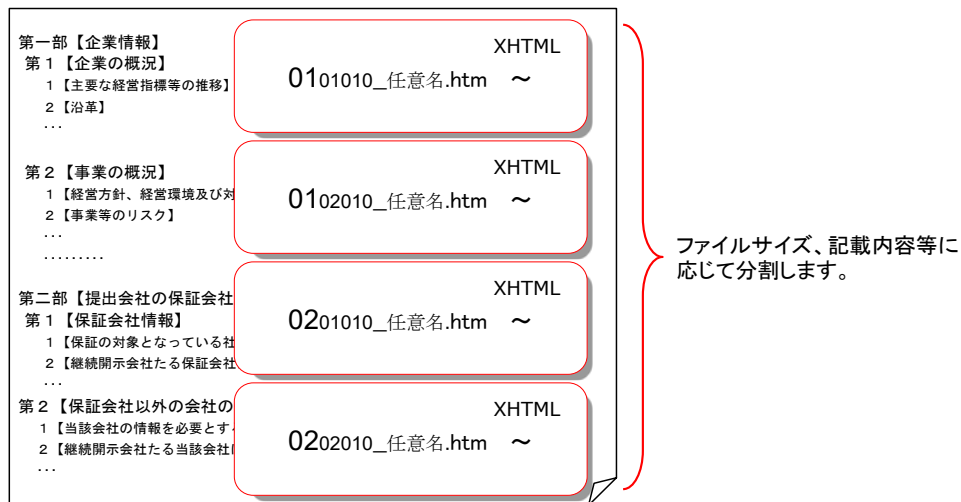 第一部【企業情報】
第1【企業の概況】
1【主要な経営指標等の推移】
2【沿革】
...
XHTML
0101010_任意名.htm ～
第2【事業の概況】
1【経営方針、経営環境及び対
2【事業等のリスク】
...
.........
XHTML
0102010_任意名.htm ～
第二部【提出会社の保証会社
第1【保証会社情報】
1【保証の対象となっている社
2【継続開示会社たる保証会社
...
XHTML
0201010_任意名.htm ～
第2【保証会社以外の会社の
1【当該会社の情報を必要とす
2【継続開示会社たる当該会社
...
XHTML
0202010_任意名.htm ～
ファイルサイズ、記載内容等に
応じて分割します。